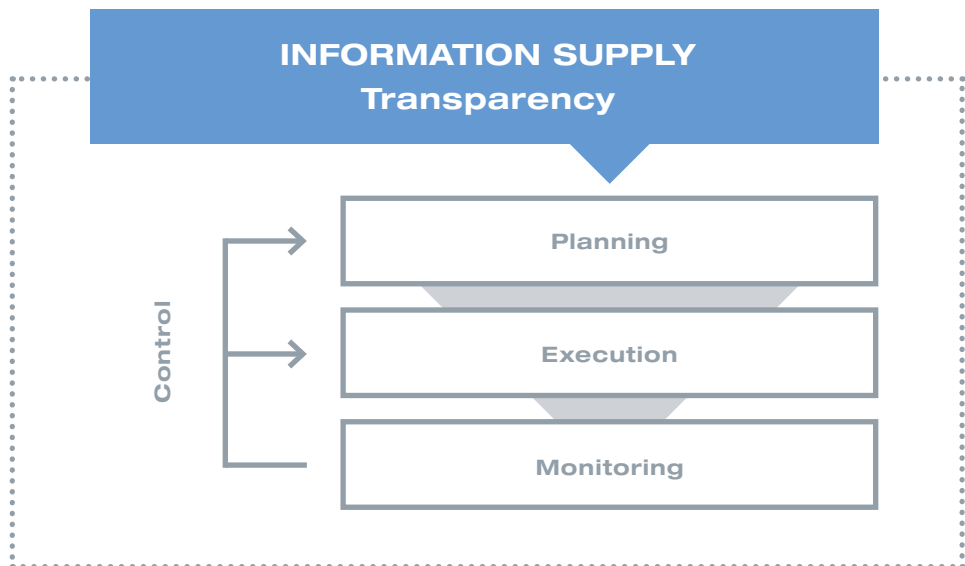 INFORMATION SUPPLY
Transparency
Planning
Control
Execution
Monitoring